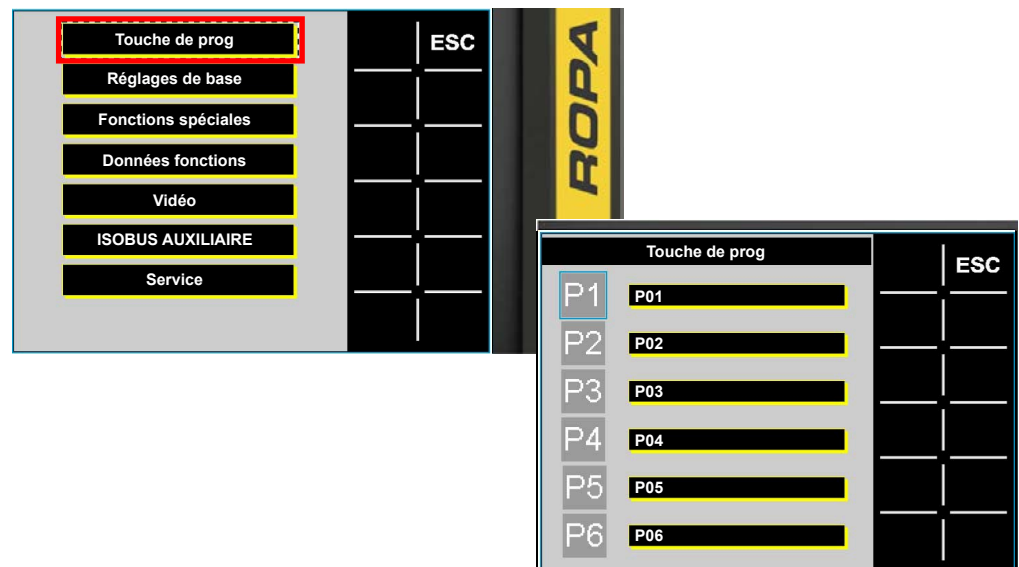 Touche de prog
ESC
Réglages de base
Fonctions spéciales
Données fonctions
Vidéo
ISOBUS AUXILIAIRE
Service
ROPA
Touche de prog
ESC
P1 P01
P2 P02
P3 P03
P4 P04
P5 P05
P6 P06